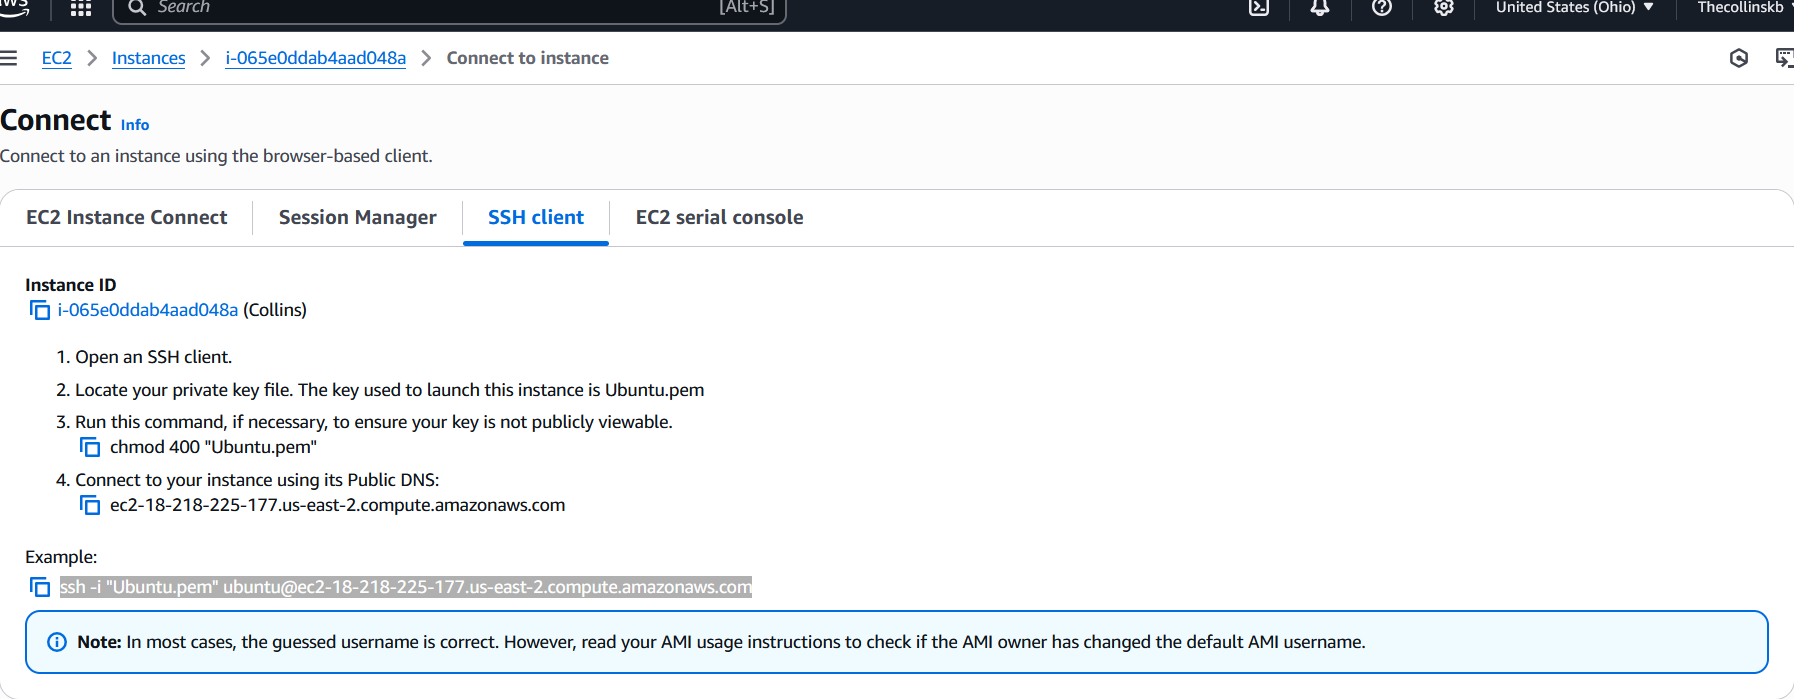 Search [Alt+S] United States (Ohio) Thecollinskb
EC2 Instances i-065e0ddab4aad048a Connect to instance
Connect Info
Connect to an instance using the browser-based client.
EC2 Instance Connect Session Manager SSH client EC2 serial console
Instance ID
i-065e0ddab4aad048a (Collins)
1. Open an SSH client.
2. Locate your private key file. The key used to launch this instance is Ubuntu.pem
3. Run this command, if necessary, to ensure your key is not publicly viewable.
chmod 400 "Ubuntu.pem"
4. Connect to your instance using its Public DNS:
ec2-18-218-225-177.us-east-2.compute.amazonaws.com
Example:
ssh -i "Ubuntu.pem" ubuntu@ec2-18-218-225-177.us-east-2.compute.amazonaws.com
Note: In most cases, the guessed username is correct. However, read your AMI usage instructions to check if the AMI owner has changed the default AMI username.